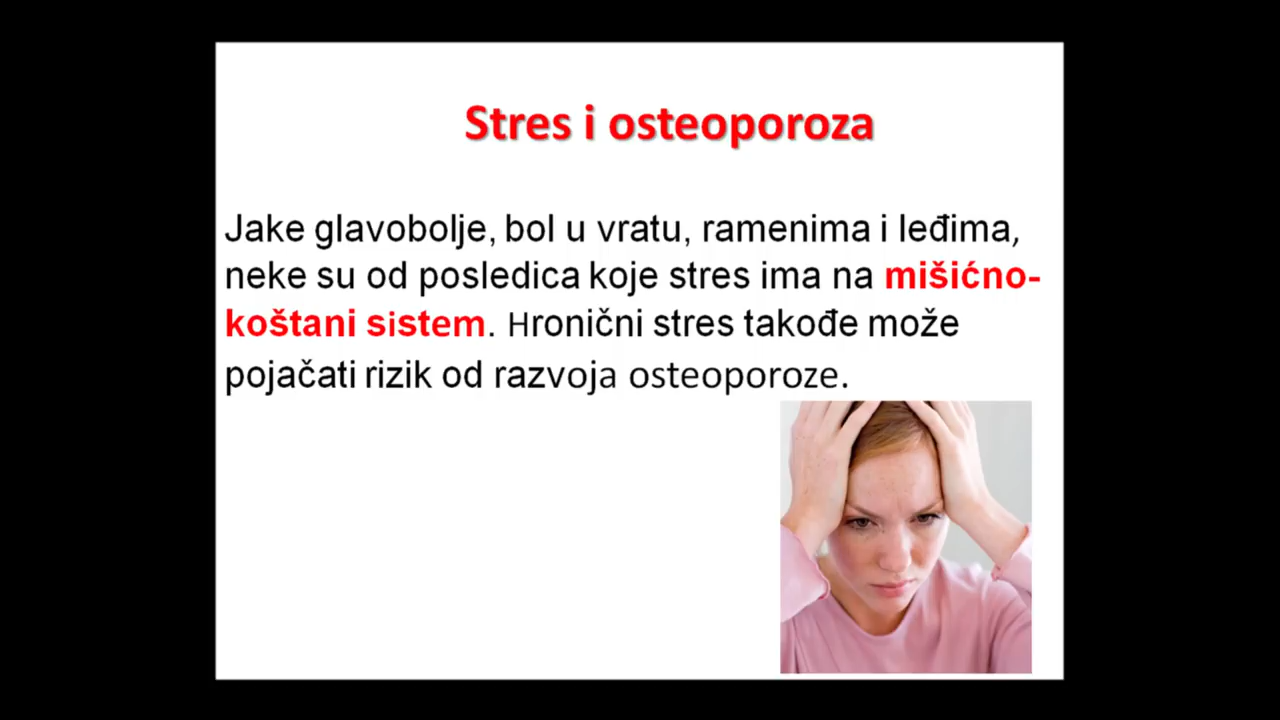 Stres i osteoporoza
Jake glavobolje, bol u vratu, ramenima i leđima,
neke su od posledica koje stres ima na mišićno-
koštani sistem. Hronični stres takođe može
pojačati rizik od razvoja osteoporoze.